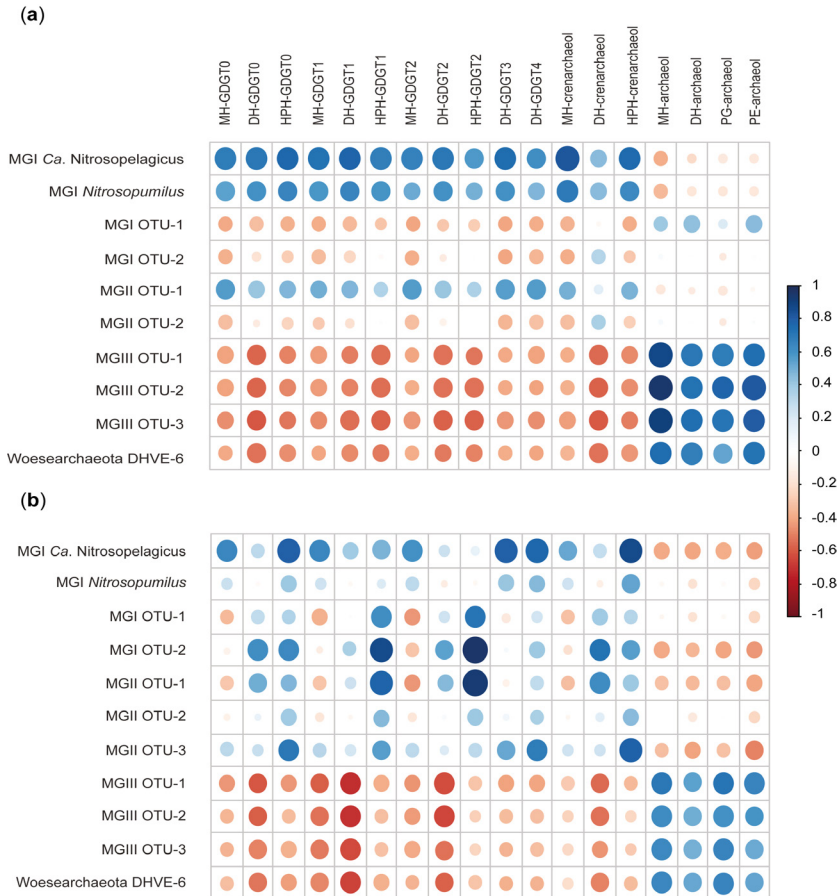 (a)
MH-GDGT0
DH-GDGT0
HPH-GDGT0
MH-GDGT1
DH-GDGT1
HPH-GDGT1
MH-GDGT2
DH-GDGT2
HPH-GDGT2
DH-GDGT3
DH-GDGT4
MH-crenarchaeol
DH-crenarchaeol
HPH-crenarchaeol
MH-archaeol
DH-archaeol
PG-archaeol
PE-archaeol
MGI Ca. Nitrosopelagicus
MGI Nitrosopumilus
MGI OTU-1
MGI OTU-2
MGII OTU-1
MGII OTU-2
MGIII OTU-1
MGIII OTU-2
MGIII OTU-3
Woesearchaeota DHVE-6
1
0.8
0.6
0.4
0.2
0
-0.2
-0.4
-0.6
-0.8
-1
(b)
MGI Ca. Nitrosopelagicus
MGI Nitrosopumilus
MGI OTU-1
MGI OTU-2
MGII OTU-1
MGII OTU-2
MGII OTU-3
MGIII OTU-1
MGIII OTU-2
MGIII OTU-3
Woesearchaeota DHVE-6